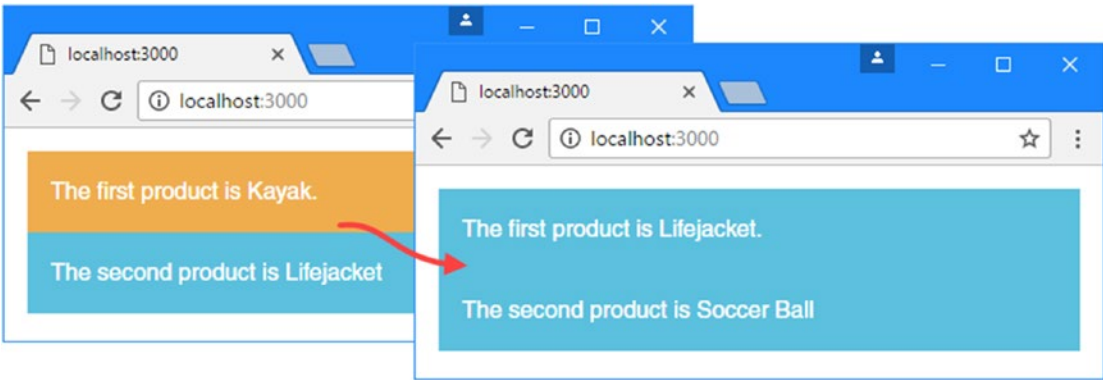 localhost:3000
localhost:3000
The first product is Kayak.
The second product is Lifejacket
localhost:3000
localhost:3000
The first product is Lifejacket.
The second product is Soccer Ball